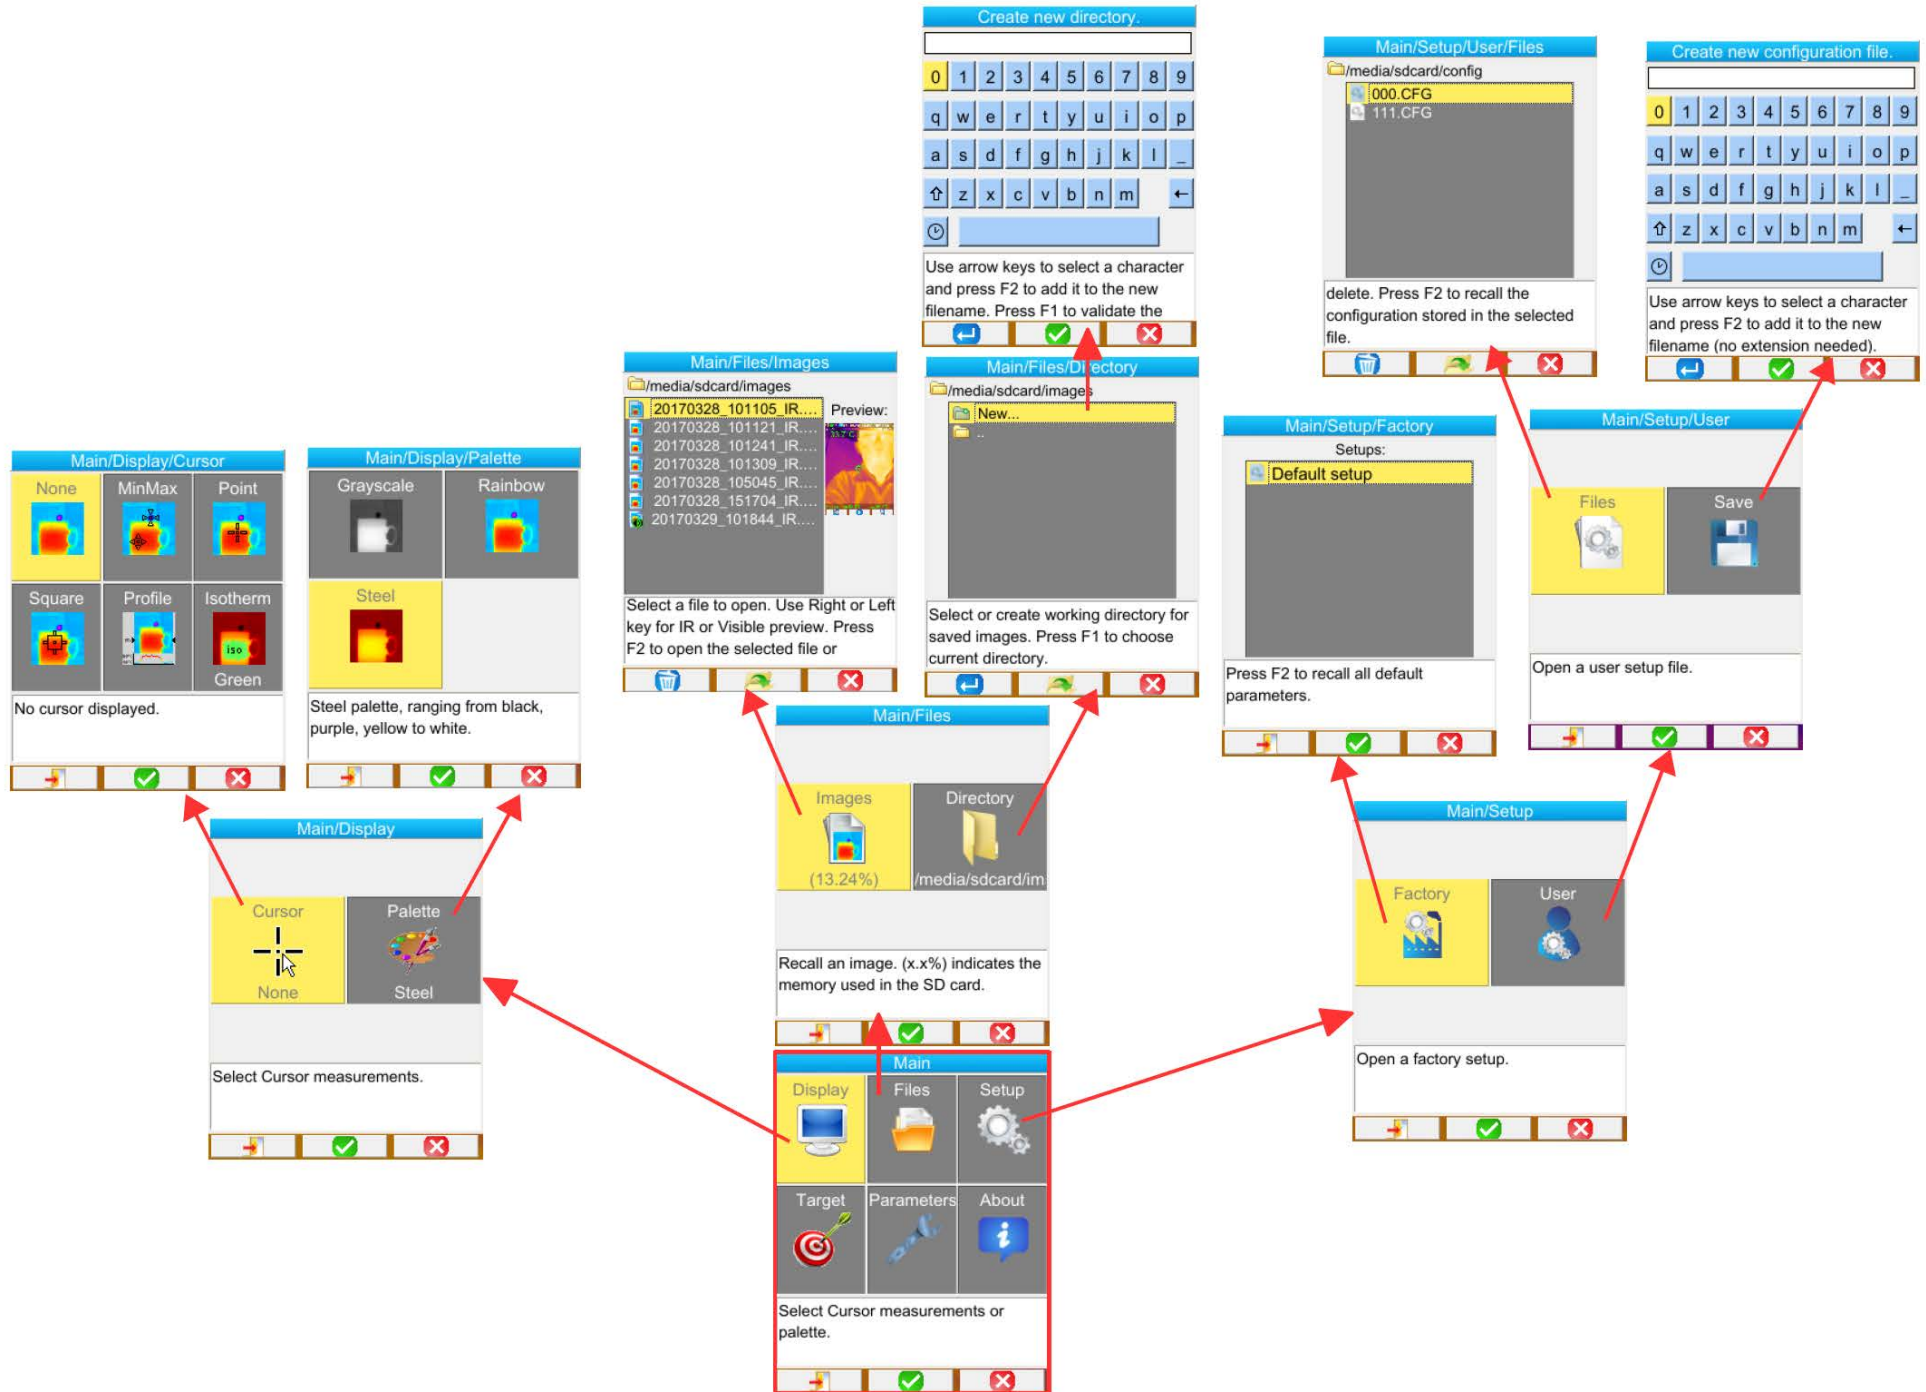 Create new directory.
0 1 2 3 4 5 6 7 8 9
q w e r t y u i o p
a s d f g h j k l _
z x c v b n m
Use arrow keys to select a character
and press F2 to add it to the new
filename. Press F1 to validate the
Main/Setup/User/Files
/media/sdcard/config
000.CFG
111.CFG
delete. Press F2 to recall the
configuration stored in the selected
file.
Create new configuration file.
0 1 2 3 4 5 6 7 8 9
q w e r t y u i o p
a s d f g h j k l _
z x c v b n m
Use arrow keys to select a character
and press F2 to add it to the new
filename (no extension needed).
Main/Files/Images
/media/sdcard/images
20170328_101105_IR....
20170328_101121_IR....
20170328_101241_IR....
20170328_101309_IR....
20170328_105045_IR....
20170328_151704_IR....
20170329_101844_IR....
Preview:
Select a file to open. Use Right or Left
key for IR or Visible preview. Press
F2 to open the selected file or
Main/Files/Directory
/media/sdcard/images
New...
..
Select or create working directory for
saved images. Press F1 to choose
current directory.
Main/Setup/Factory
Setups:
Default setup
Press F2 to recall all default
parameters.
Main/Setup/User
Files Save
Open a user setup file.
Main/Display/Cursor
None MinMax Point
Square Profile Isotherm
iso
Green
No cursor displayed.
Main/Display/Palette
Grayscale Rainbow
Steel
Steel palette, ranging from black,
purple, yellow to white.
Main/Files
Images Directory
(13.24%) /media/sdcard/im
Recall an image. (x.x%) indicates the
memory used in the SD card.
Main/Setup
Factory User
Open a factory setup.
Main/Display
Cursor Palette
None Steel
Select Cursor measurements.
Main
Display Files Setup
Target Parameters About
Select Cursor measurements or
palette.